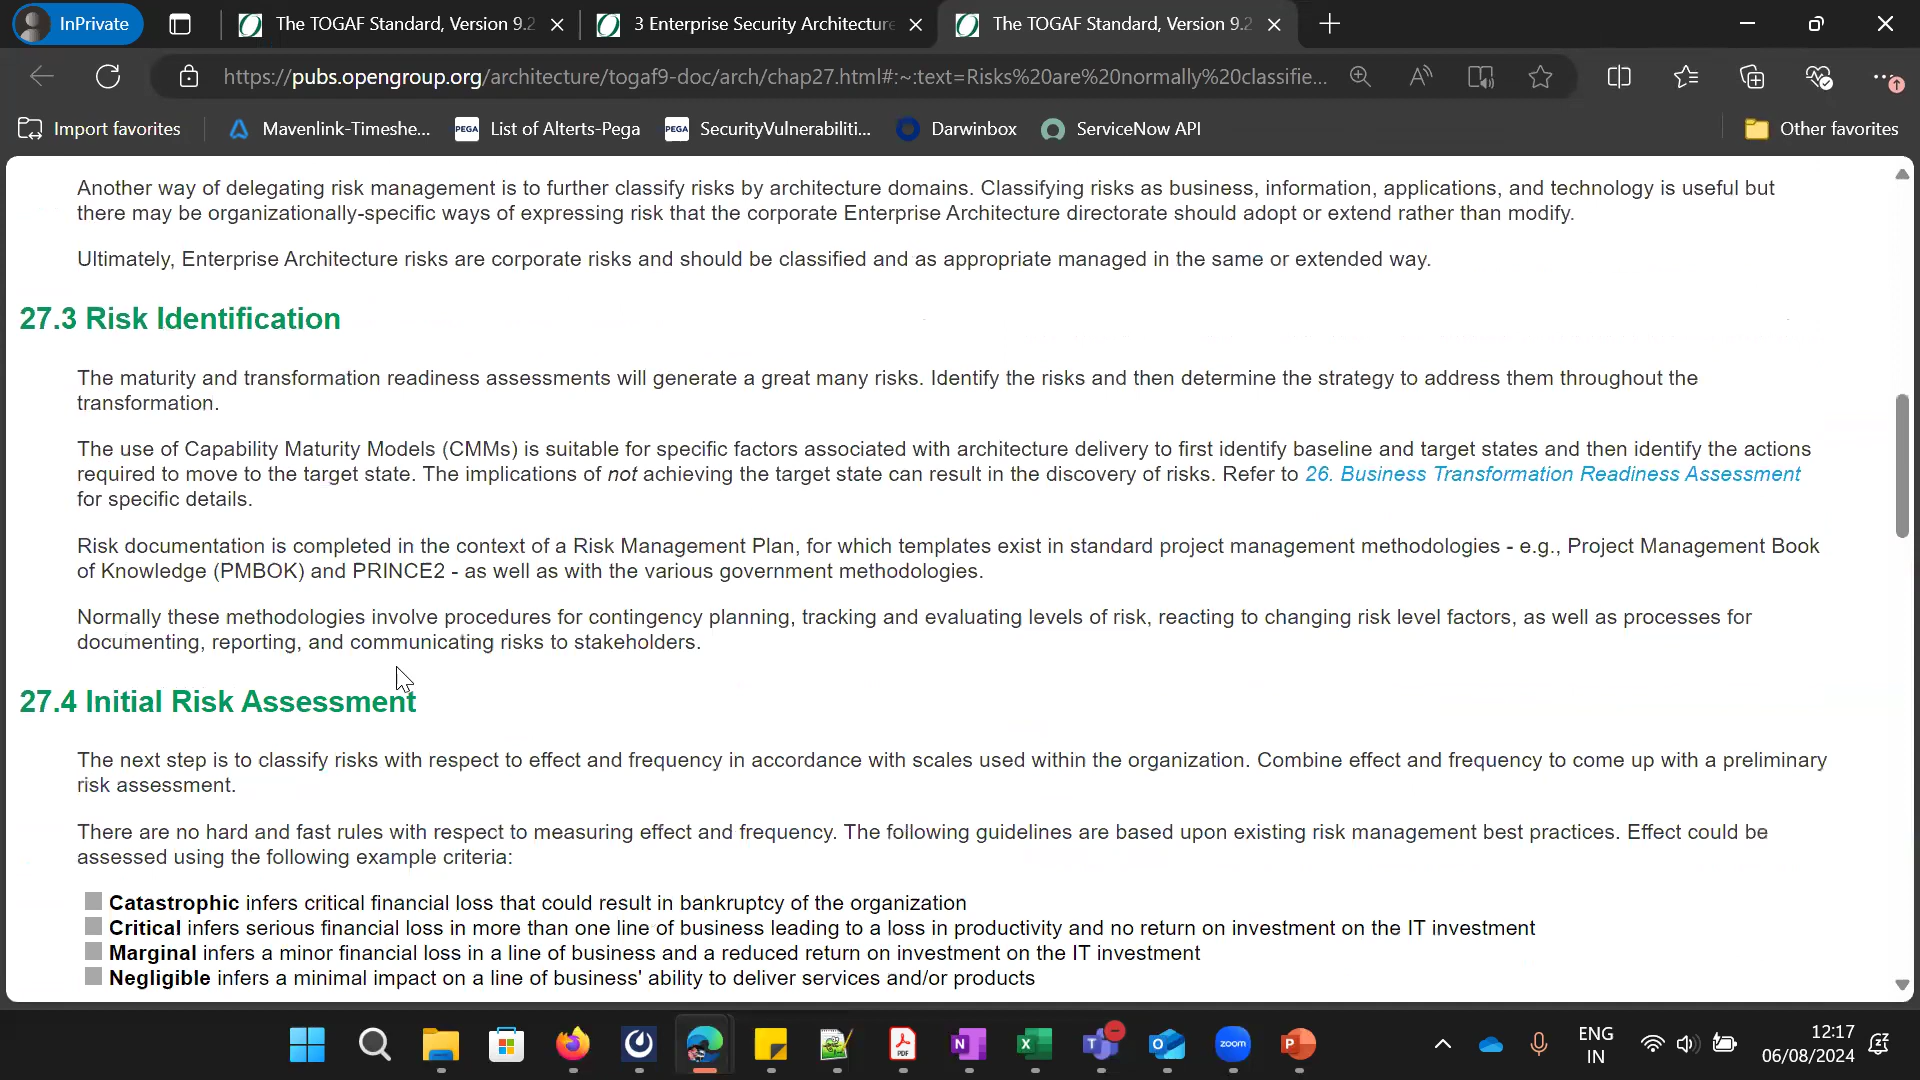 InPrivate
The TOGAF Standard, Version 9.2
3 Enterprise Security Architecture
The TOGAF Standard, Version 9.2
https://pubs.opengroup.org/architecture/togaf9-doc/arch/chap27.html#:~:text=Risks%20are%20normally%20classifie...
Import favorites
Mavenlink-Timeshe...
PEGA
List of Alterts-Pega
PEGA
SecurityVulnerabiliti...
Darwinbox
ServiceNow API
Other favorites
Another way of delegating risk management is to further classify risks by architecture domains. Classifying risks as business, information, applications, and technology is useful but
there may be organizationally-specific ways of expressing risk that the corporate Enterprise Architecture directorate should adopt or extend rather than modify.
Ultimately, Enterprise Architecture risks are corporate risks and should be classified and as appropriate managed in the same or extended way.
27.3 Risk Identification
The maturity and transformation readiness assessments will generate a great many risks. Identify the risks and then determine the strategy to address them throughout the
transformation.
The use of Capability Maturity Models (CMMs) is suitable for specific factors associated with architecture delivery to first identify baseline and target states and then identify the actions
required to move to the target state. The implications of not achieving the target state can result in the discovery of risks. Refer to 26. Business Transformation Readiness Assessment
for specific details.
Risk documentation is completed in the context of a Risk Management Plan, for which templates exist in standard project management methodologies - e.g., Project Management Book
of Knowledge (PMBOK) and PRINCE2 - as well as with the various government methodologies.
Normally these methodologies involve procedures for contingency planning, tracking and evaluating levels of risk, reacting to changing risk level factors, as well as processes for
documenting, reporting, and communicating risks to stakeholders.
27.4 Initial Risk Assessment
The next step is to classify risks with respect to effect and frequency in accordance with scales used within the organization. Combine effect and frequency to come up with a preliminary
risk assessment.
There are no hard and fast rules with respect to measuring effect and frequency. The following guidelines are based upon existing risk management best practices. Effect could be
assessed using the following example criteria:
Catastrophic infers critical financial loss that could result in bankruptcy of the organization
Critical infers serious financial loss in more than one line of business leading to a loss in productivity and no return on investment on the IT investment
Marginal infers a minor financial loss in a line of business and a reduced return on investment on the IT investment
Negligible infers a minimal impact on a line of business' ability to deliver services and/or products
PDF
zoom
ENG
IN
12:17
06/08/2024